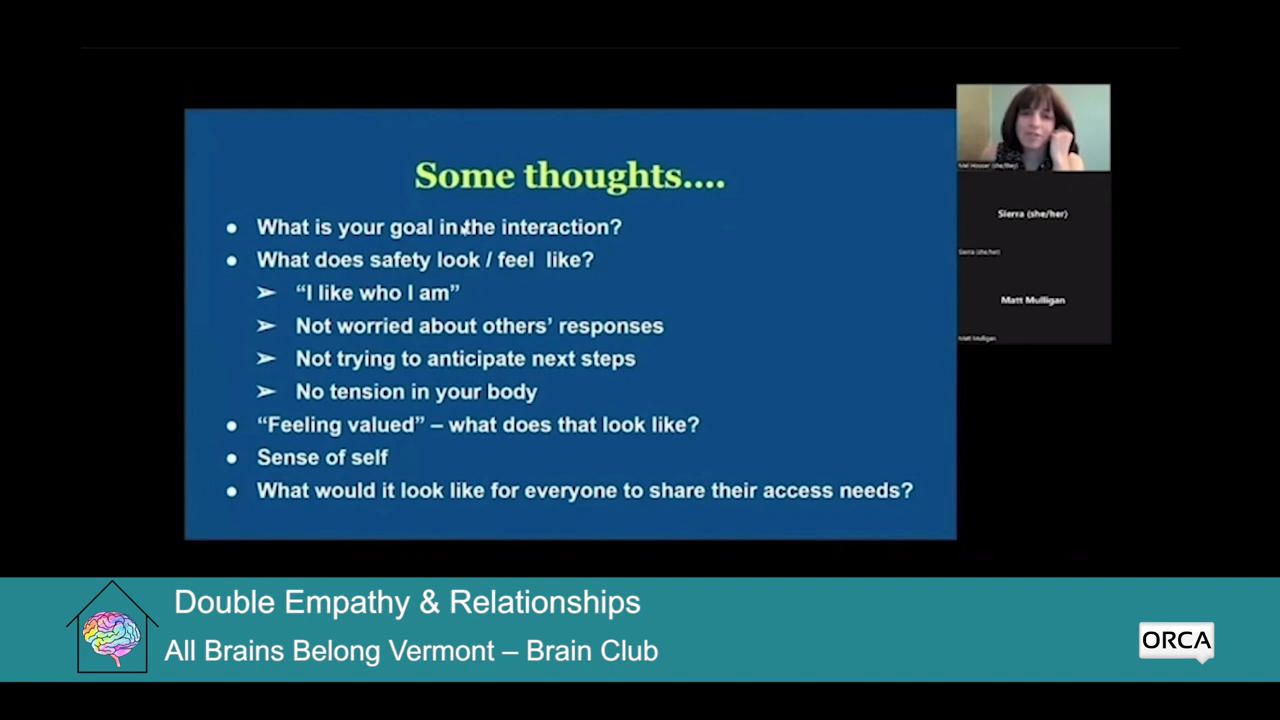 Some thoughts....
● What is your goal in the interaction?
● What does safety look / feel like?
➢ “I like who I am”
➢ Not worried about others’ responses
➢ Not trying to anticipate next steps
➢ No tension in your body
● “Feeling valued” – what does that look like?
● Sense of self
● What would it look like for everyone to share their access needs?
Mel Houser (she/they)
Sierra (she/her)
Sierra (she/her)
Matt Mulligan
Matt Mulligan
Double Empathy & Relationships
All Brains Belong Vermont – Brain Club
ORCA